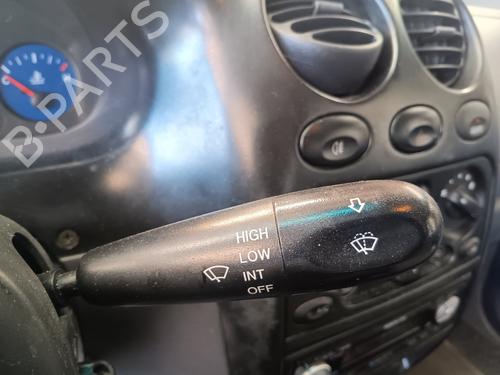 B-PARTS
HIGH
LOW
INT
OFF